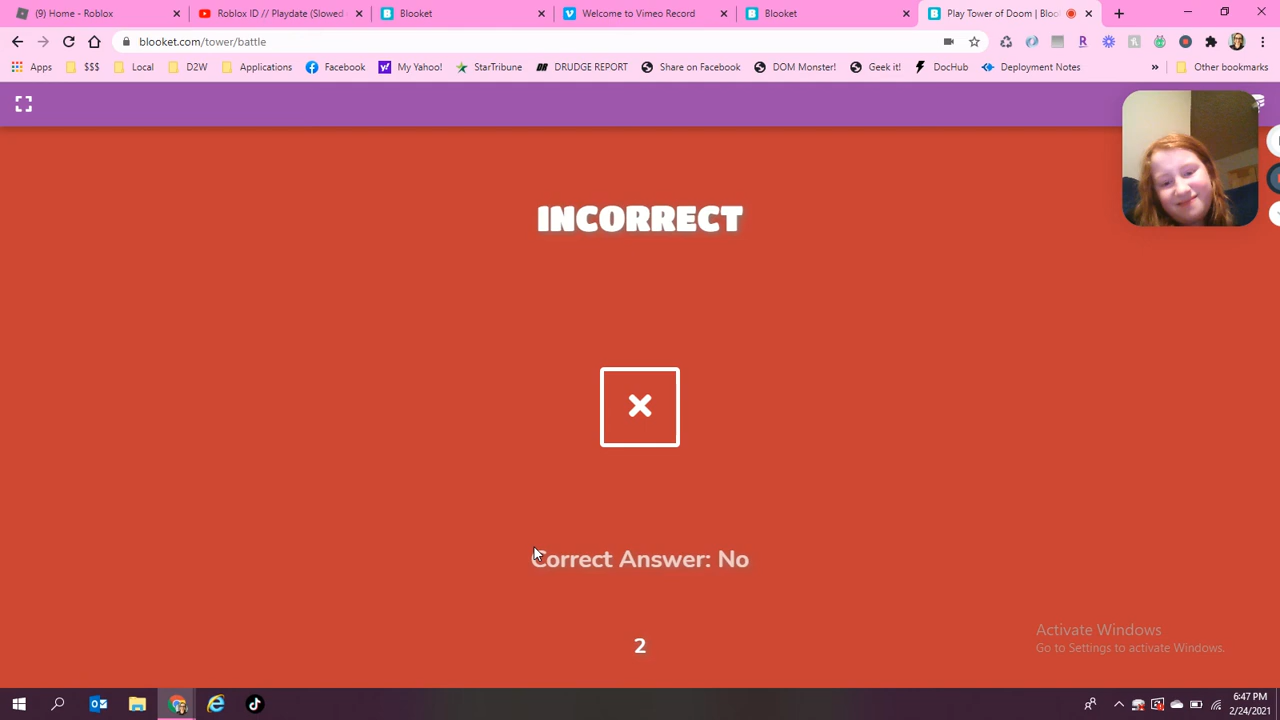 (9) Home - Roblox
Roblox ID // Playdate (Slowed
Blooket
Welcome to Vimeo Record
Blooket
Play Tower of Doom | Bloo
blooket.com/tower/battle
Apps
$$$
Local
D2W
Applications
Facebook
My Yahoo!
StarTribune
DRUDGE REPORT
Share on Facebook
DOM Monster!
Geek it!
DocHub
Deployment Notes
»
Other bookmarks
INCORRECT
Correct Answer: No
2
Activate Windows
Go to Settings to activate Windows.
6:47 PM
2/24/2021